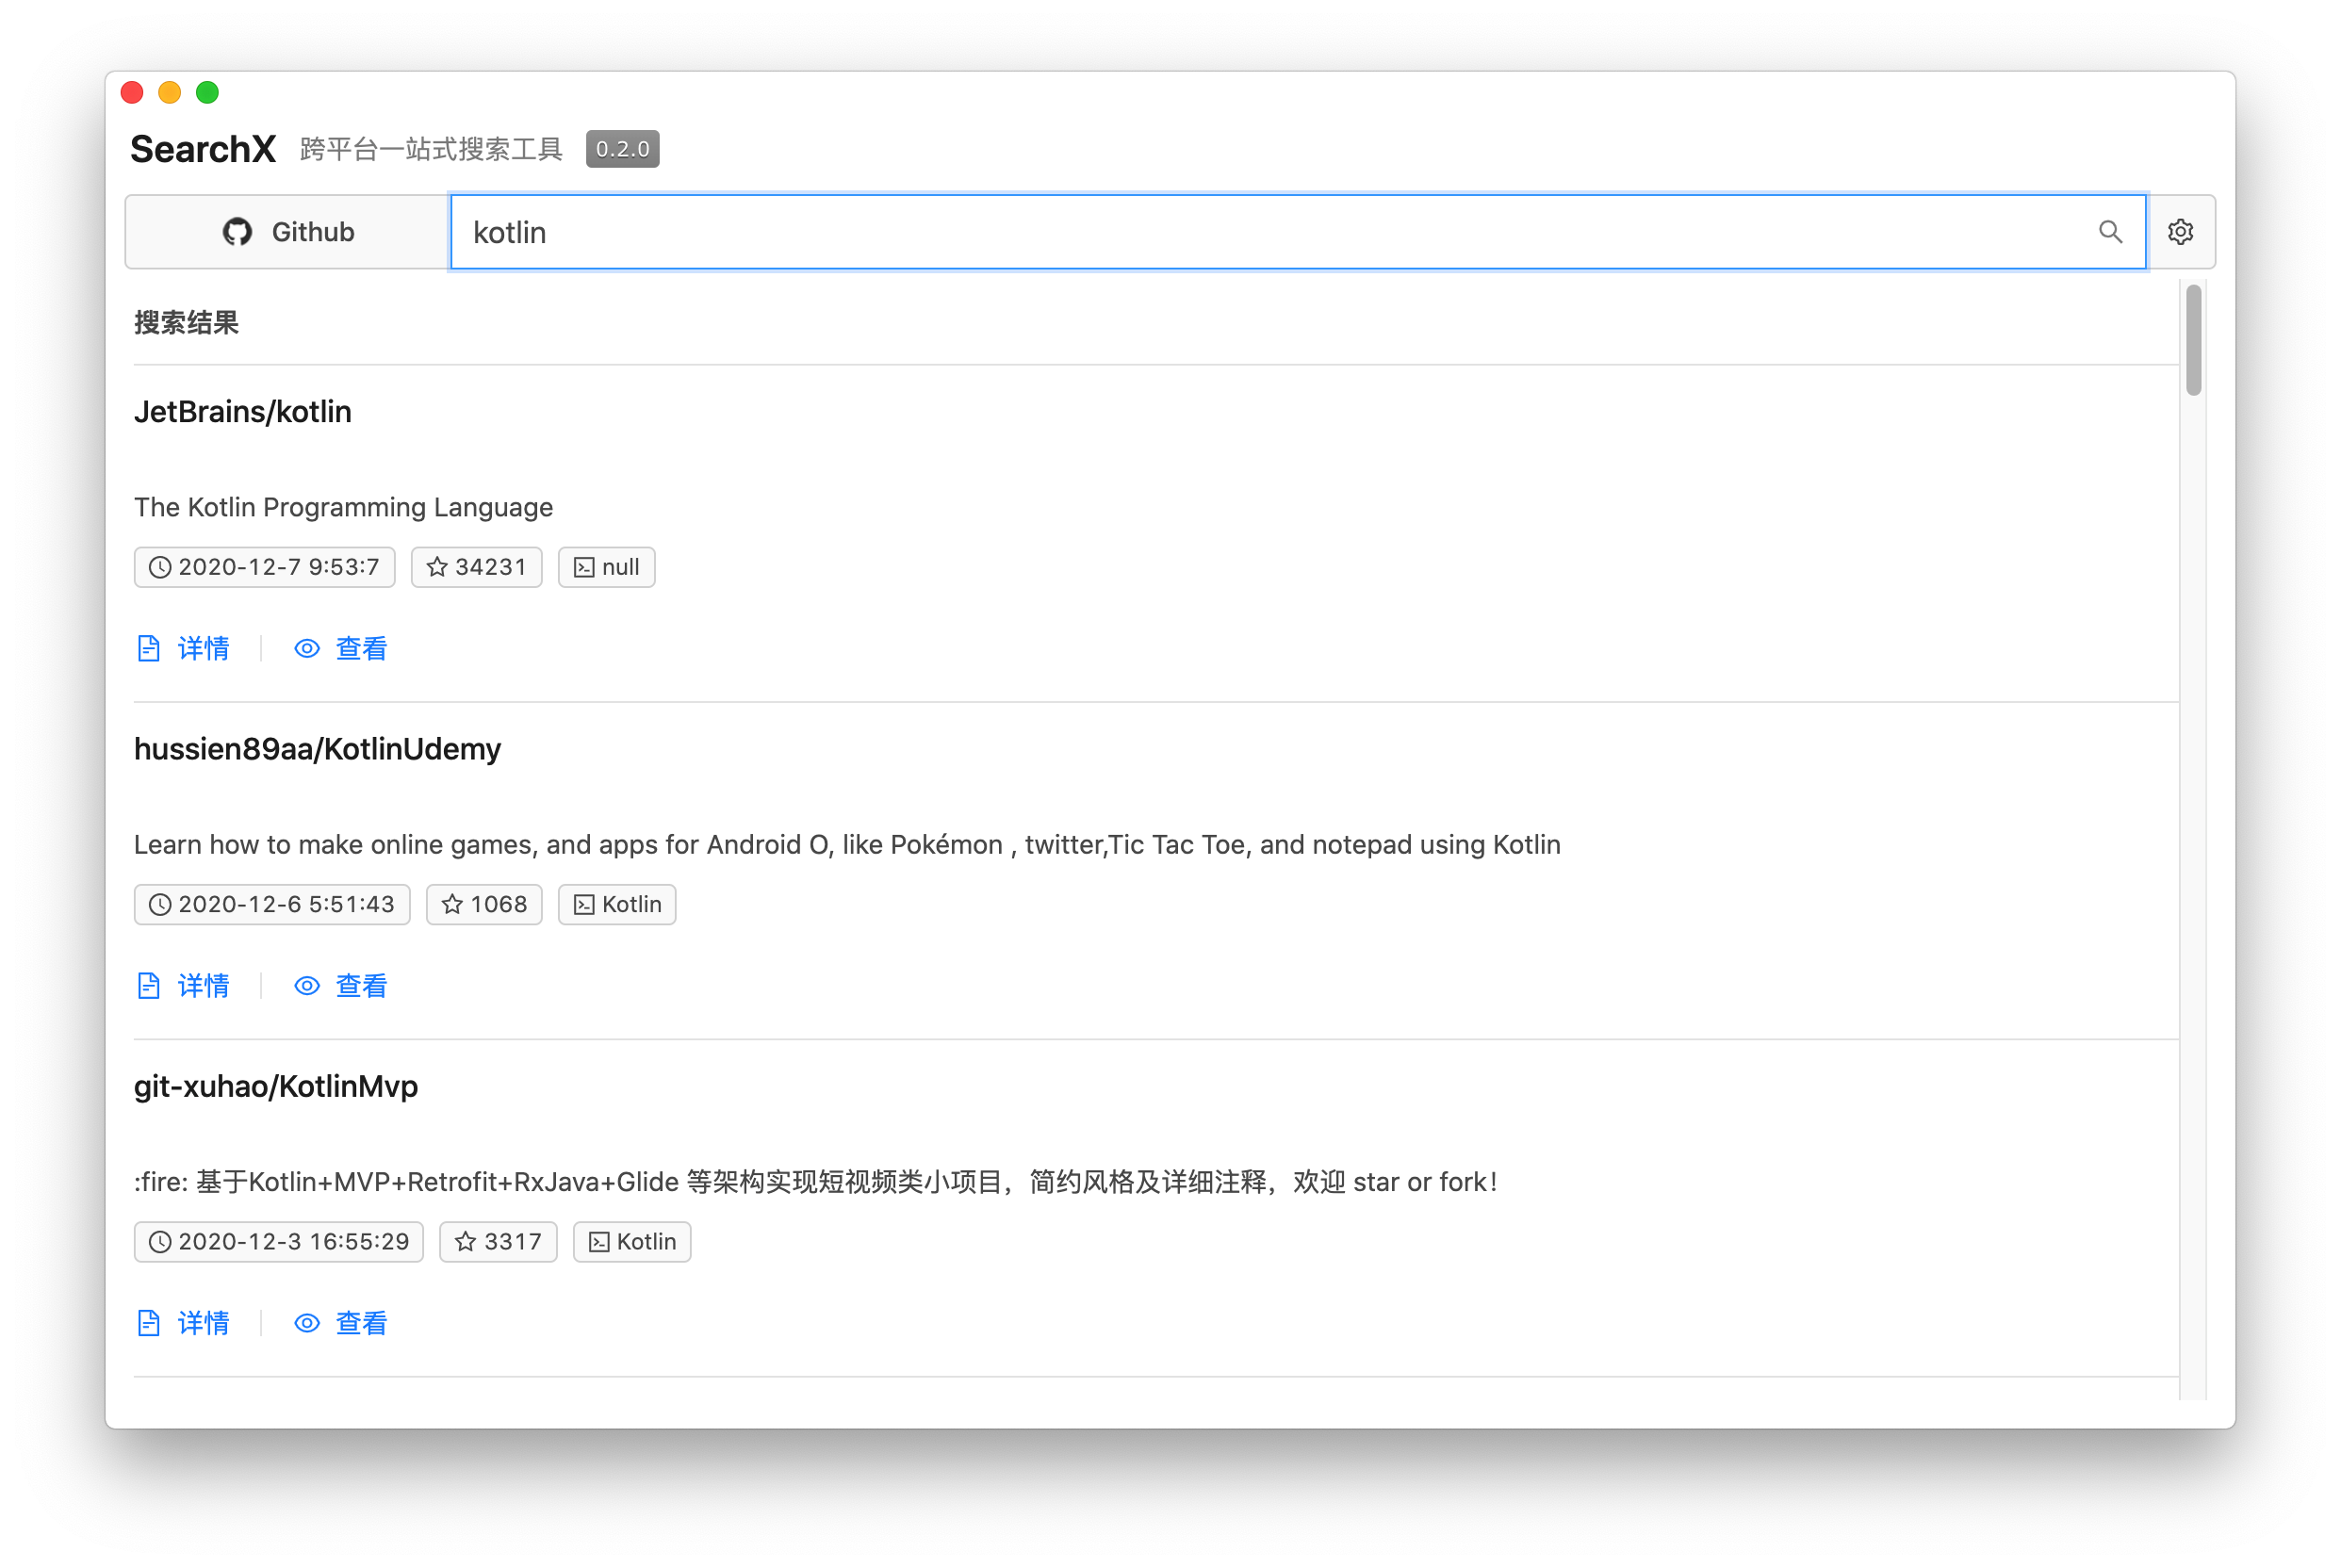 SearchX 跨平台一站式搜索工具 0.2.0
Github kotlin
搜索结果
JetBrains/kotlin
The Kotlin Programming Language
2020-12-7 9:53:7 34231 null
详情 查看
hussien89aa/KotlinUdemy
Learn how to make online games, and apps for Android O, like Pokémon , twitter,Tic Tac Toe, and notepad using Kotlin
2020-12-6 5:51:43 1068 Kotlin
详情 查看
git-xuhao/KotlinMvp
:fire: 基于Kotlin+MVP+Retrofit+RxJava+Glide 等架构实现短视频类小项目，简约风格及详细注释，欢迎 star or fork！
2020-12-3 16:55:29 3317 Kotlin
详情 查看